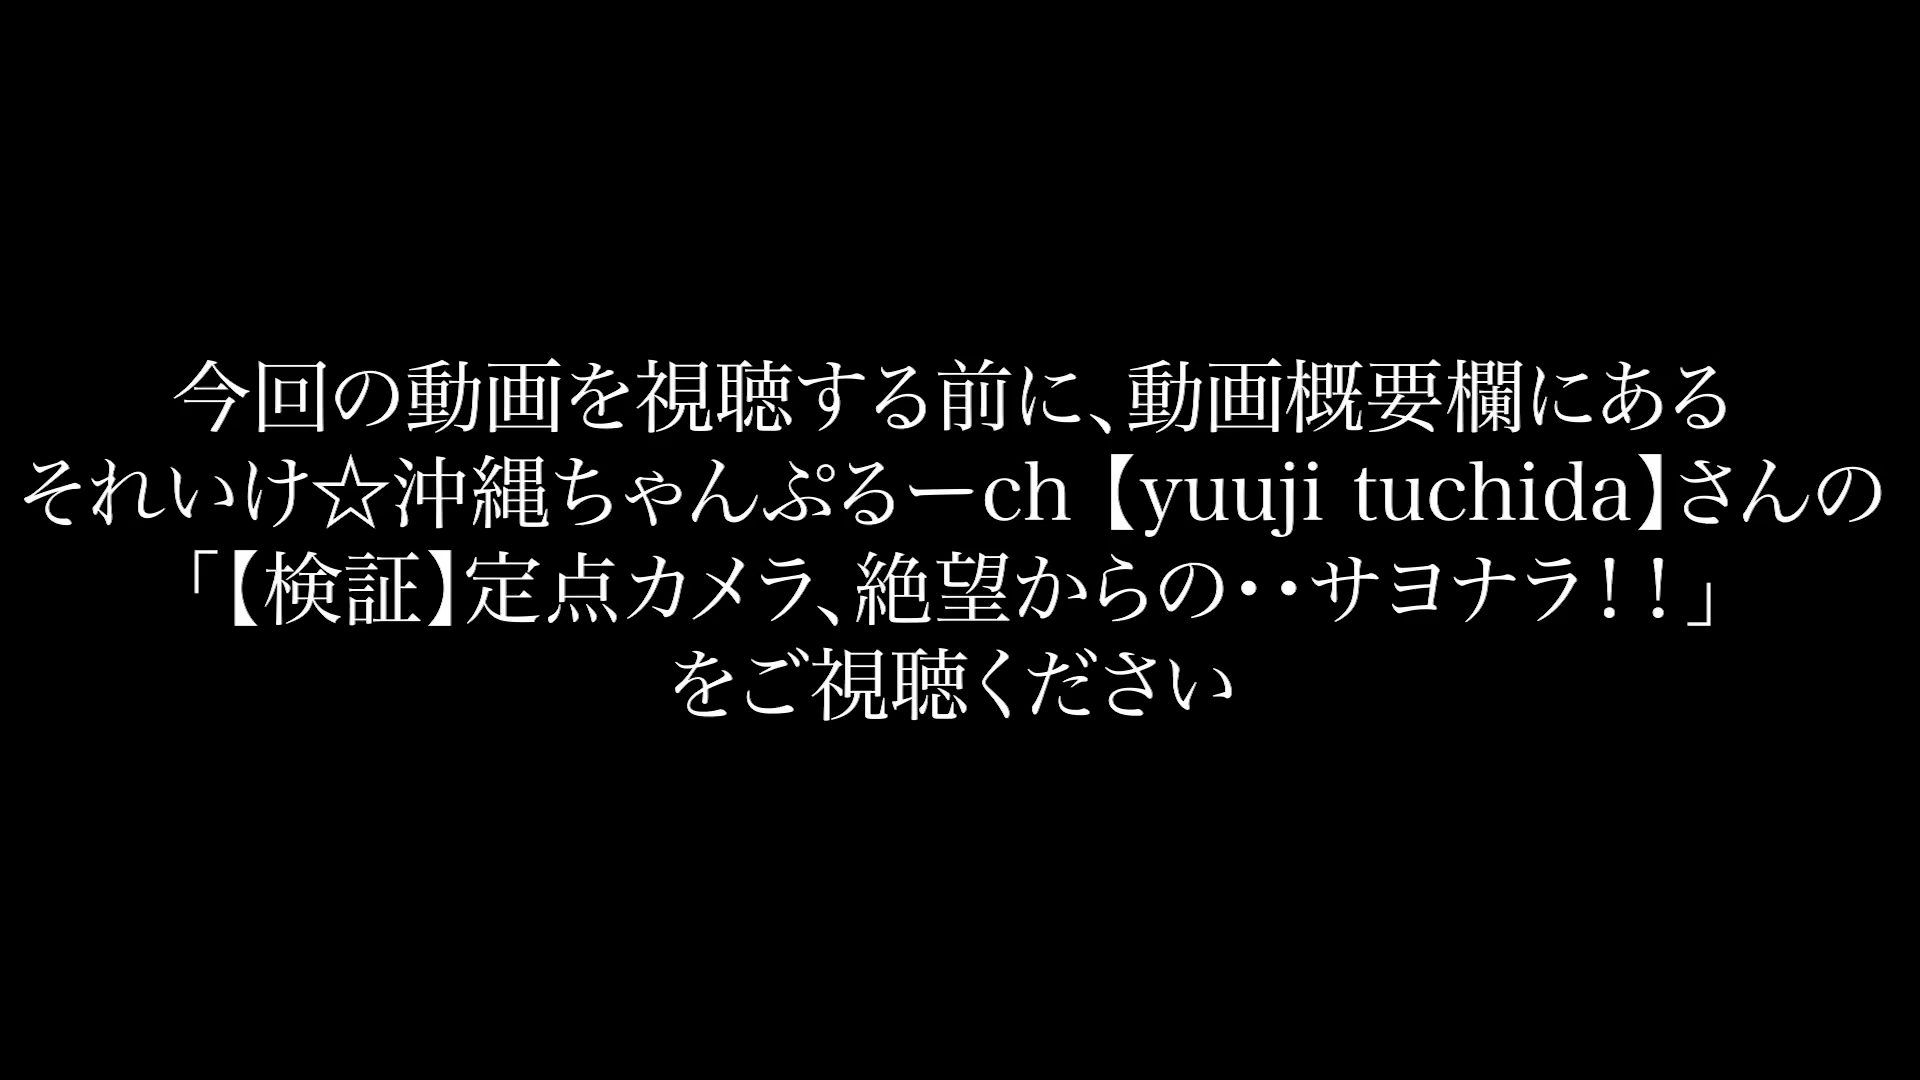 今回の動画を視聴する前に、動画概要欄にある
それいけ☆沖縄ちゃんぷるーch【yuuji tuchida】さんの
「【検証】定点カメラ、絶望からの・・サヨナラ！！」
をご視聴ください